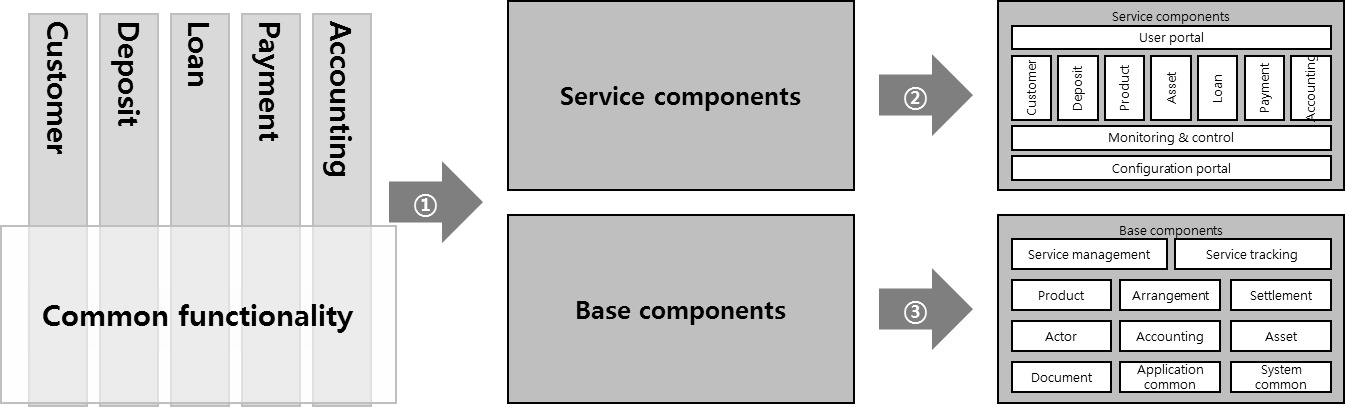 Customer
Deposit
Loan
Payment
Accounting
Common functionality
①
Service components
Base components
②
③
Service components
User portal
Customer
Deposit
Product
Asset
Loan
Payment
Accounting
Monitoring & control
Configuration portal
Base components
Service management
Service tracking
Product
Arrangement
Settlement
Actor
Accounting
Asset
Document
Application
common
System
common